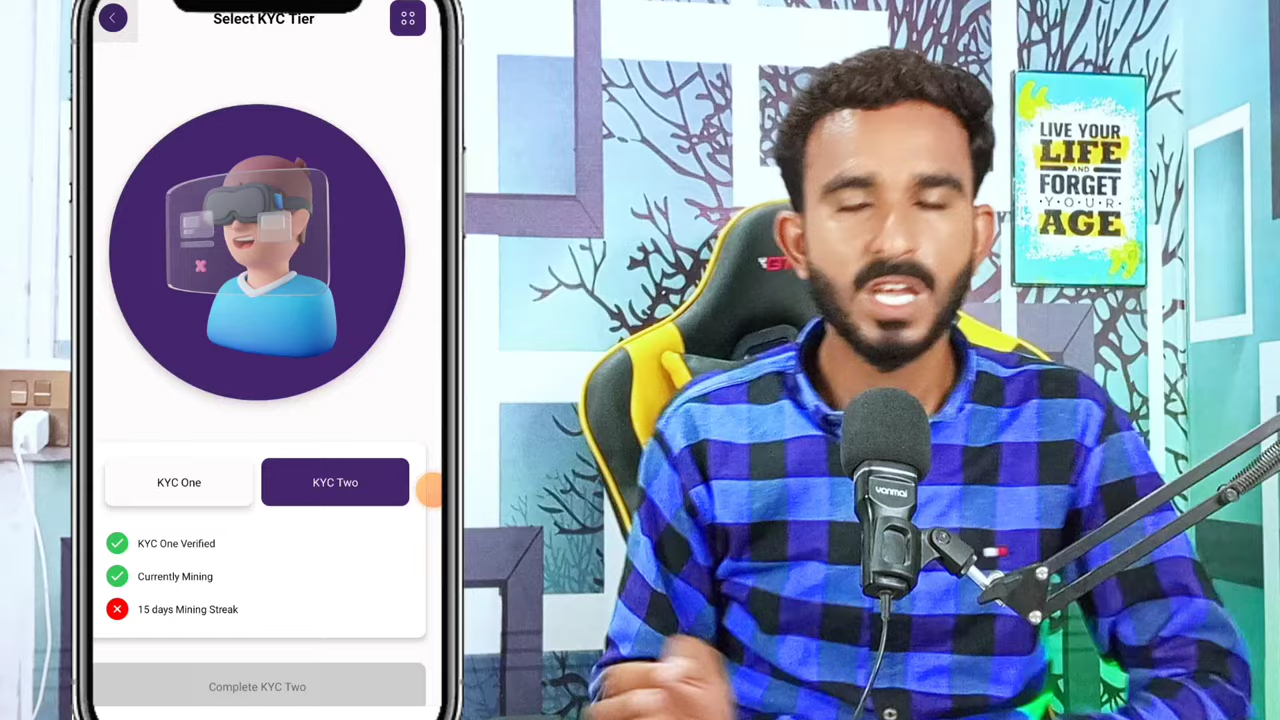 Select KYC Tier
KYC One
KYC Two
KYC One Verified
Currently Mining
15 days Mining Streak
Complete KYC Two
LIVE YOUR
LIFE
AND
FORGET
YOUR
AGE
vanmai